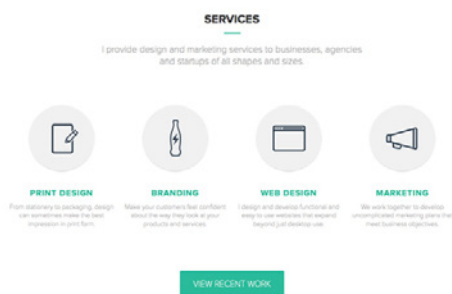 SERVICES
I provide design and marketing services to businesses, agencies
and startups of all shapes and sizes.
PRINT DESIGN
From stationery to packaging, design
can sometimes make the best
impression in print form.
BRANDING
Make your customers feel confident
about the way they look at your
products and services.
WEB DESIGN
I design and develop functional and
easy to use websites that expand
beyond just desktop use.
MARKETING
We work together to develop
uncomplicated marketing plans that
meet business objectives.
VIEW RECENT WORK